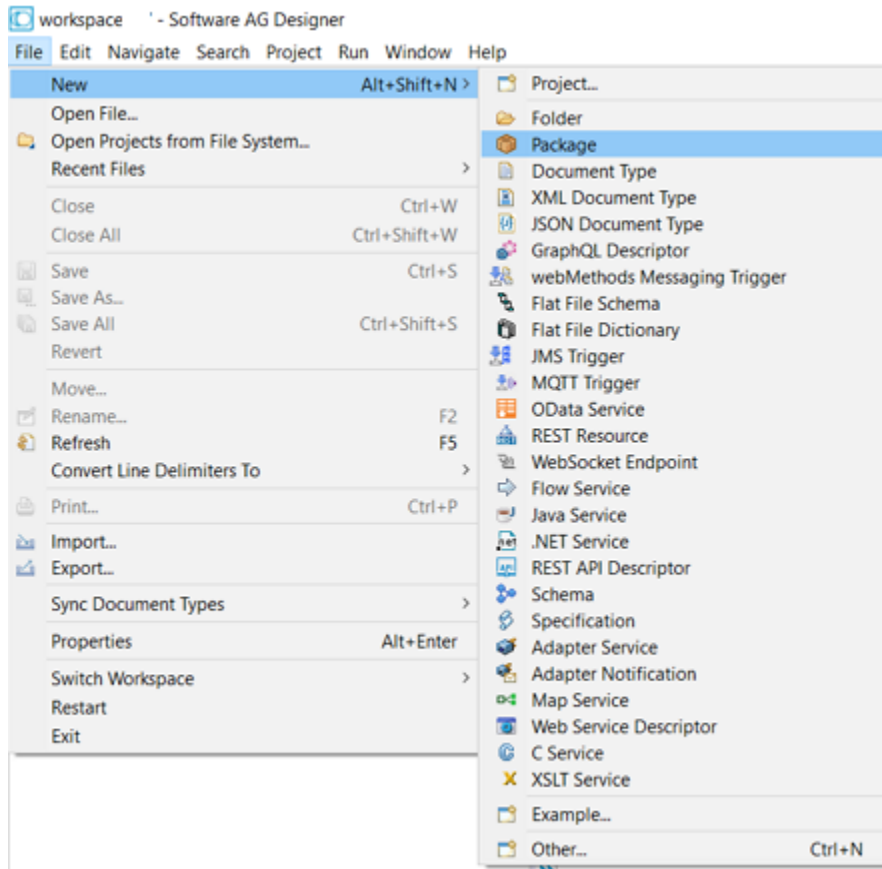 workspace ' - Software AG Designer
File Edit Navigate Search Project Run Window Help
New Alt+Shift+N >
Open File...
Open Projects from File System...
Recent Files >
Close Ctrl+W
Close All Ctrl+Shift+W
Save Ctrl+S
Save As...
Save All Ctrl+Shift+S
Revert
Move...
Rename... F2
Refresh F5
Convert Line Delimiters To >
Print... Ctrl+P
Import...
Export...
Sync Document Types >
Properties Alt+Enter
Switch Workspace >
Restart
Exit
Project...
Folder
Package
Document Type
XML Document Type
JSON Document Type
GraphQL Descriptor
webMethods Messaging Trigger
Flat File Schema
Flat File Dictionary
JMS Trigger
MQTT Trigger
OData Service
REST Resource
WebSocket Endpoint
Flow Service
Java Service
.NET Service
REST API Descriptor
Schema
Specification
Adapter Service
Adapter Notification
Map Service
Web Service Descriptor
C Service
XSLT Service
Example...
Other... Ctrl+N